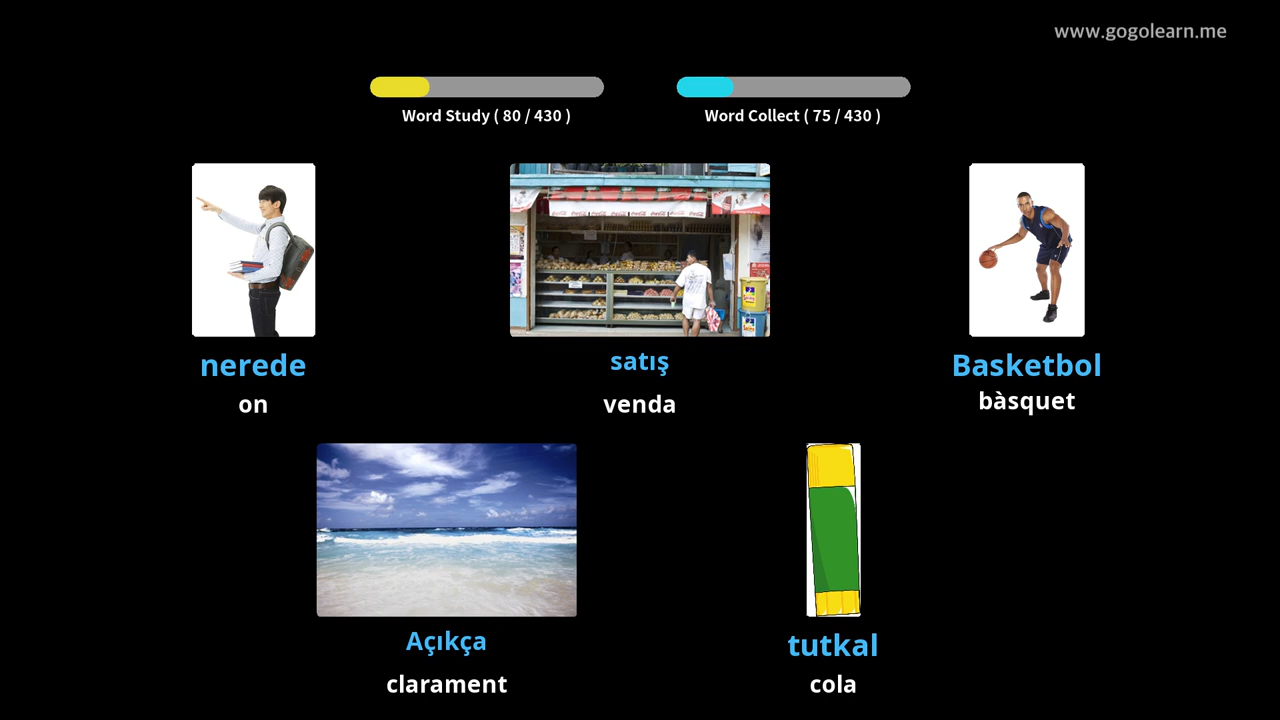 www.gogolearn.me
Word Study ( 80 / 430 )
Word Collect ( 75 / 430 )
nerede
on
satış
venda
Basketbol
bàsquet
Açıkça
clarament
tutkal
cola